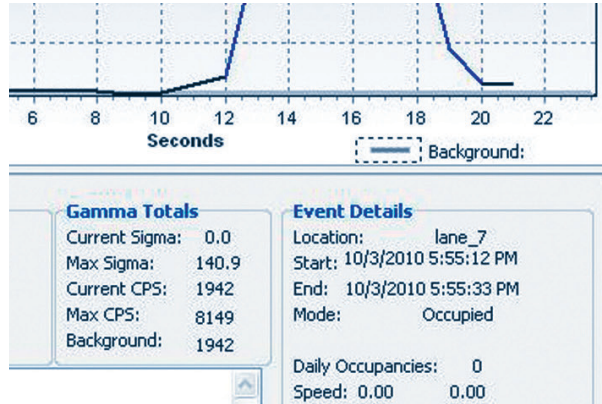 6 8 10 12 14 16 18 20 22
Seconds
Background:
Gamma Totals
Current Sigma: 0.0
Max Sigma: 140.9
Current CPS: 1942
Max CPS: 8149
Background: 1942
Event Details
Location: lane_7
Start: 10/3/2010 5:55:12 PM
End: 10/3/2010 5:55:33 PM
Mode: Occupied
Daily Occupancies: 0
Speed: 0.00 0.00